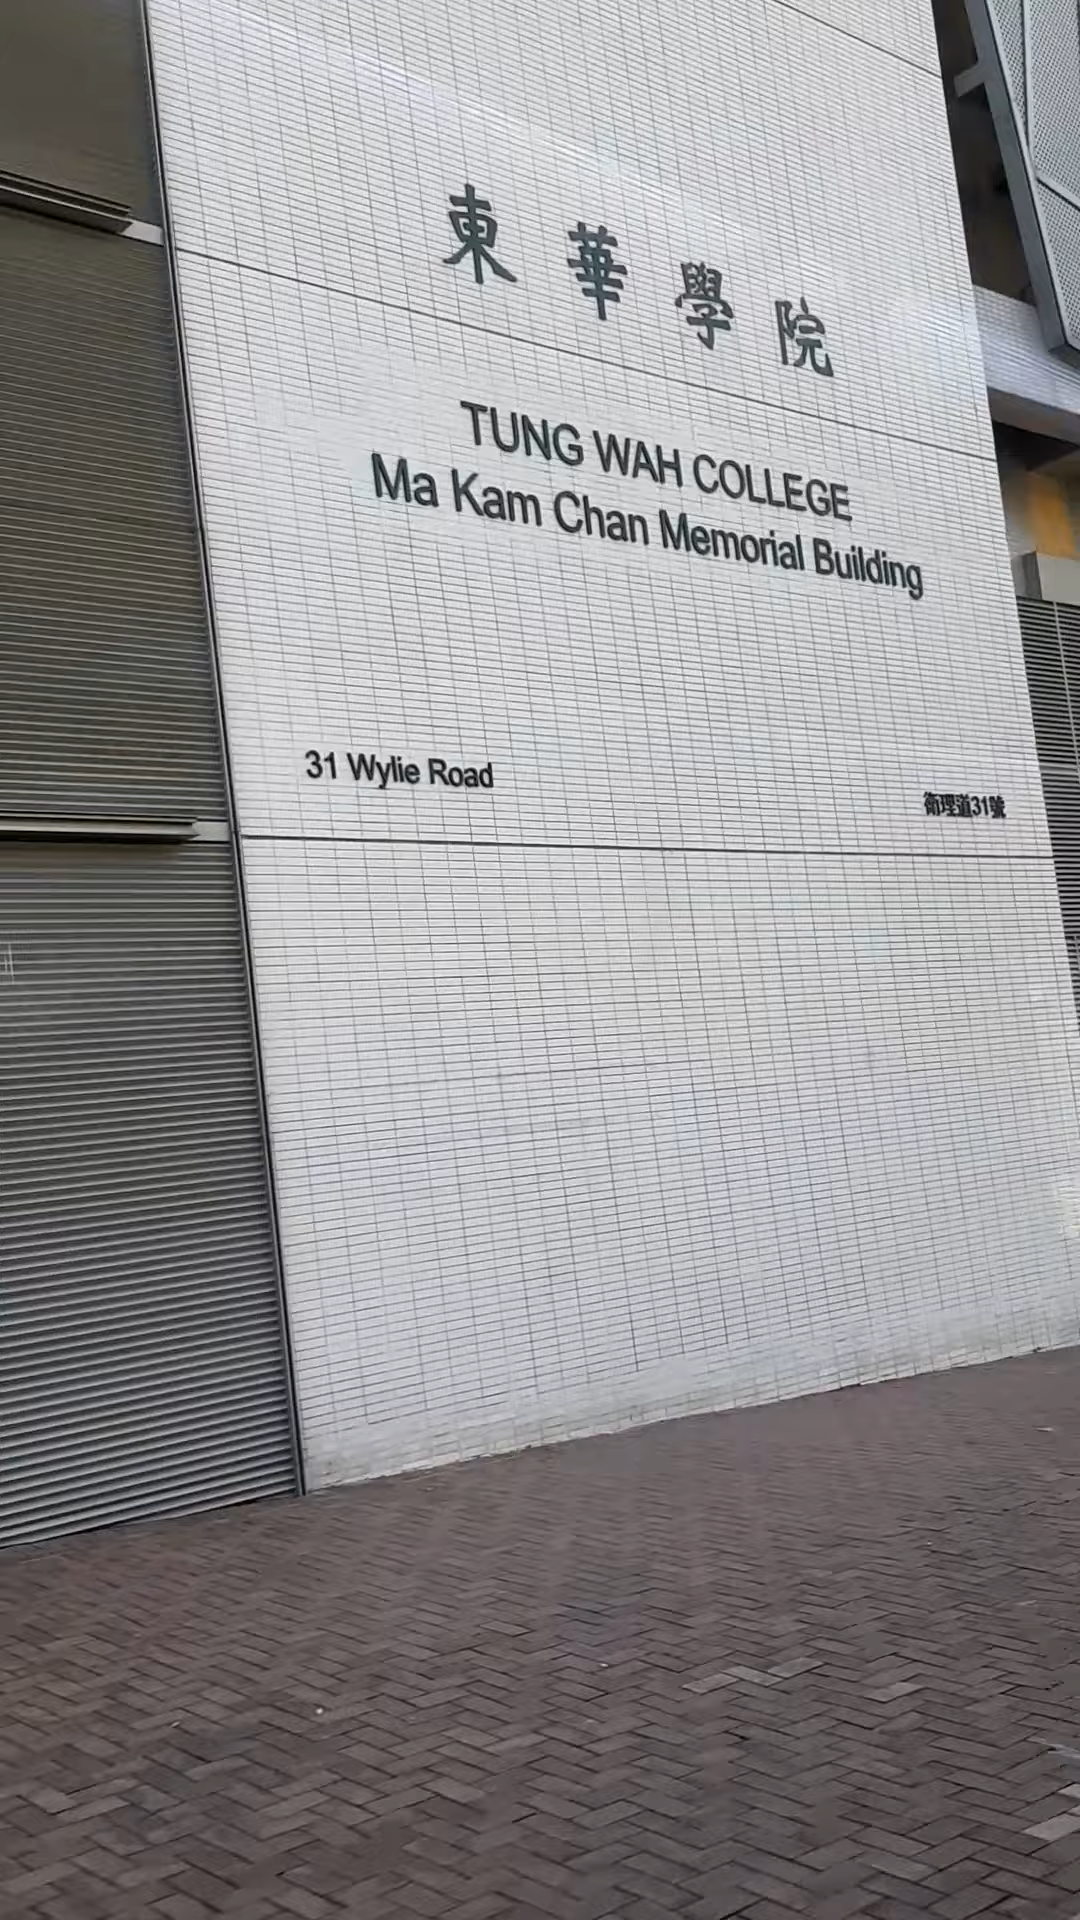 東華學院
TUNG WAH COLLEGE
Ma Kam Chan Memorial Building
31 Wylie Road
衛理道31號